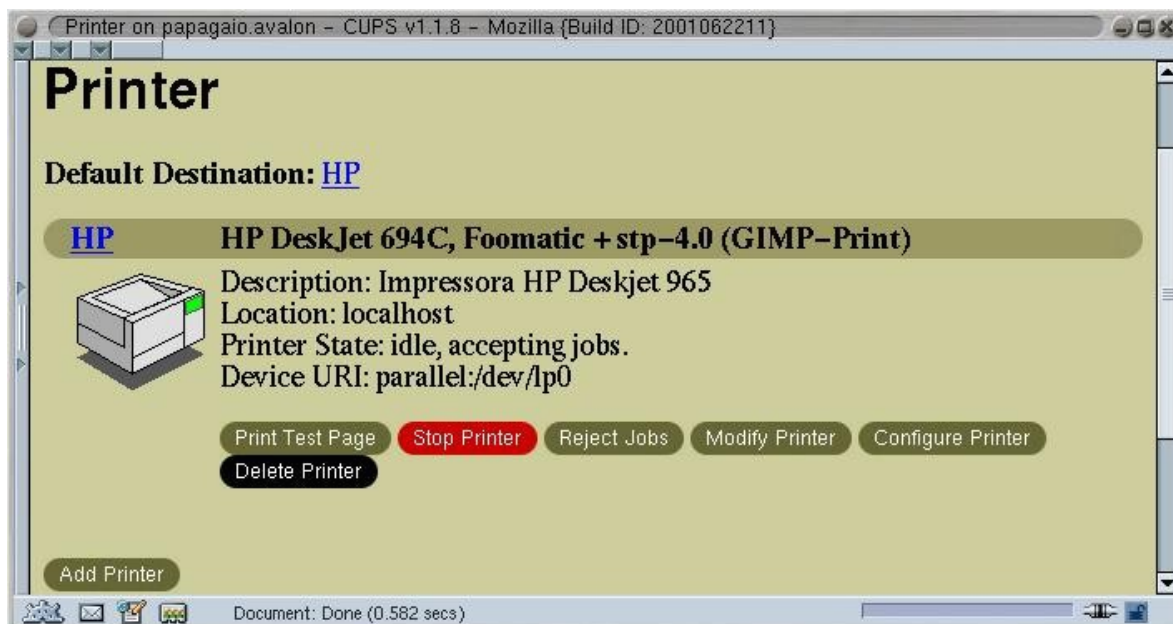 Printer on papagaio.avalon – CUPS v1.1.8 – Mozilla {Build ID: 2001062211}
Printer
Default Destination: HP
HP HP DeskJet 694C, Foomatic + stp–4.0 (GIMP–Print)
Description: Impressora HP Deskjet 965
Location: localhost
Printer State: idle, accepting jobs.
Device URI: parallel:/dev/lp0
Print Test Page Stop Printer Reject Jobs Modify Printer Configure Printer
Delete Printer
Add Printer
Document: Done (0.582 secs)